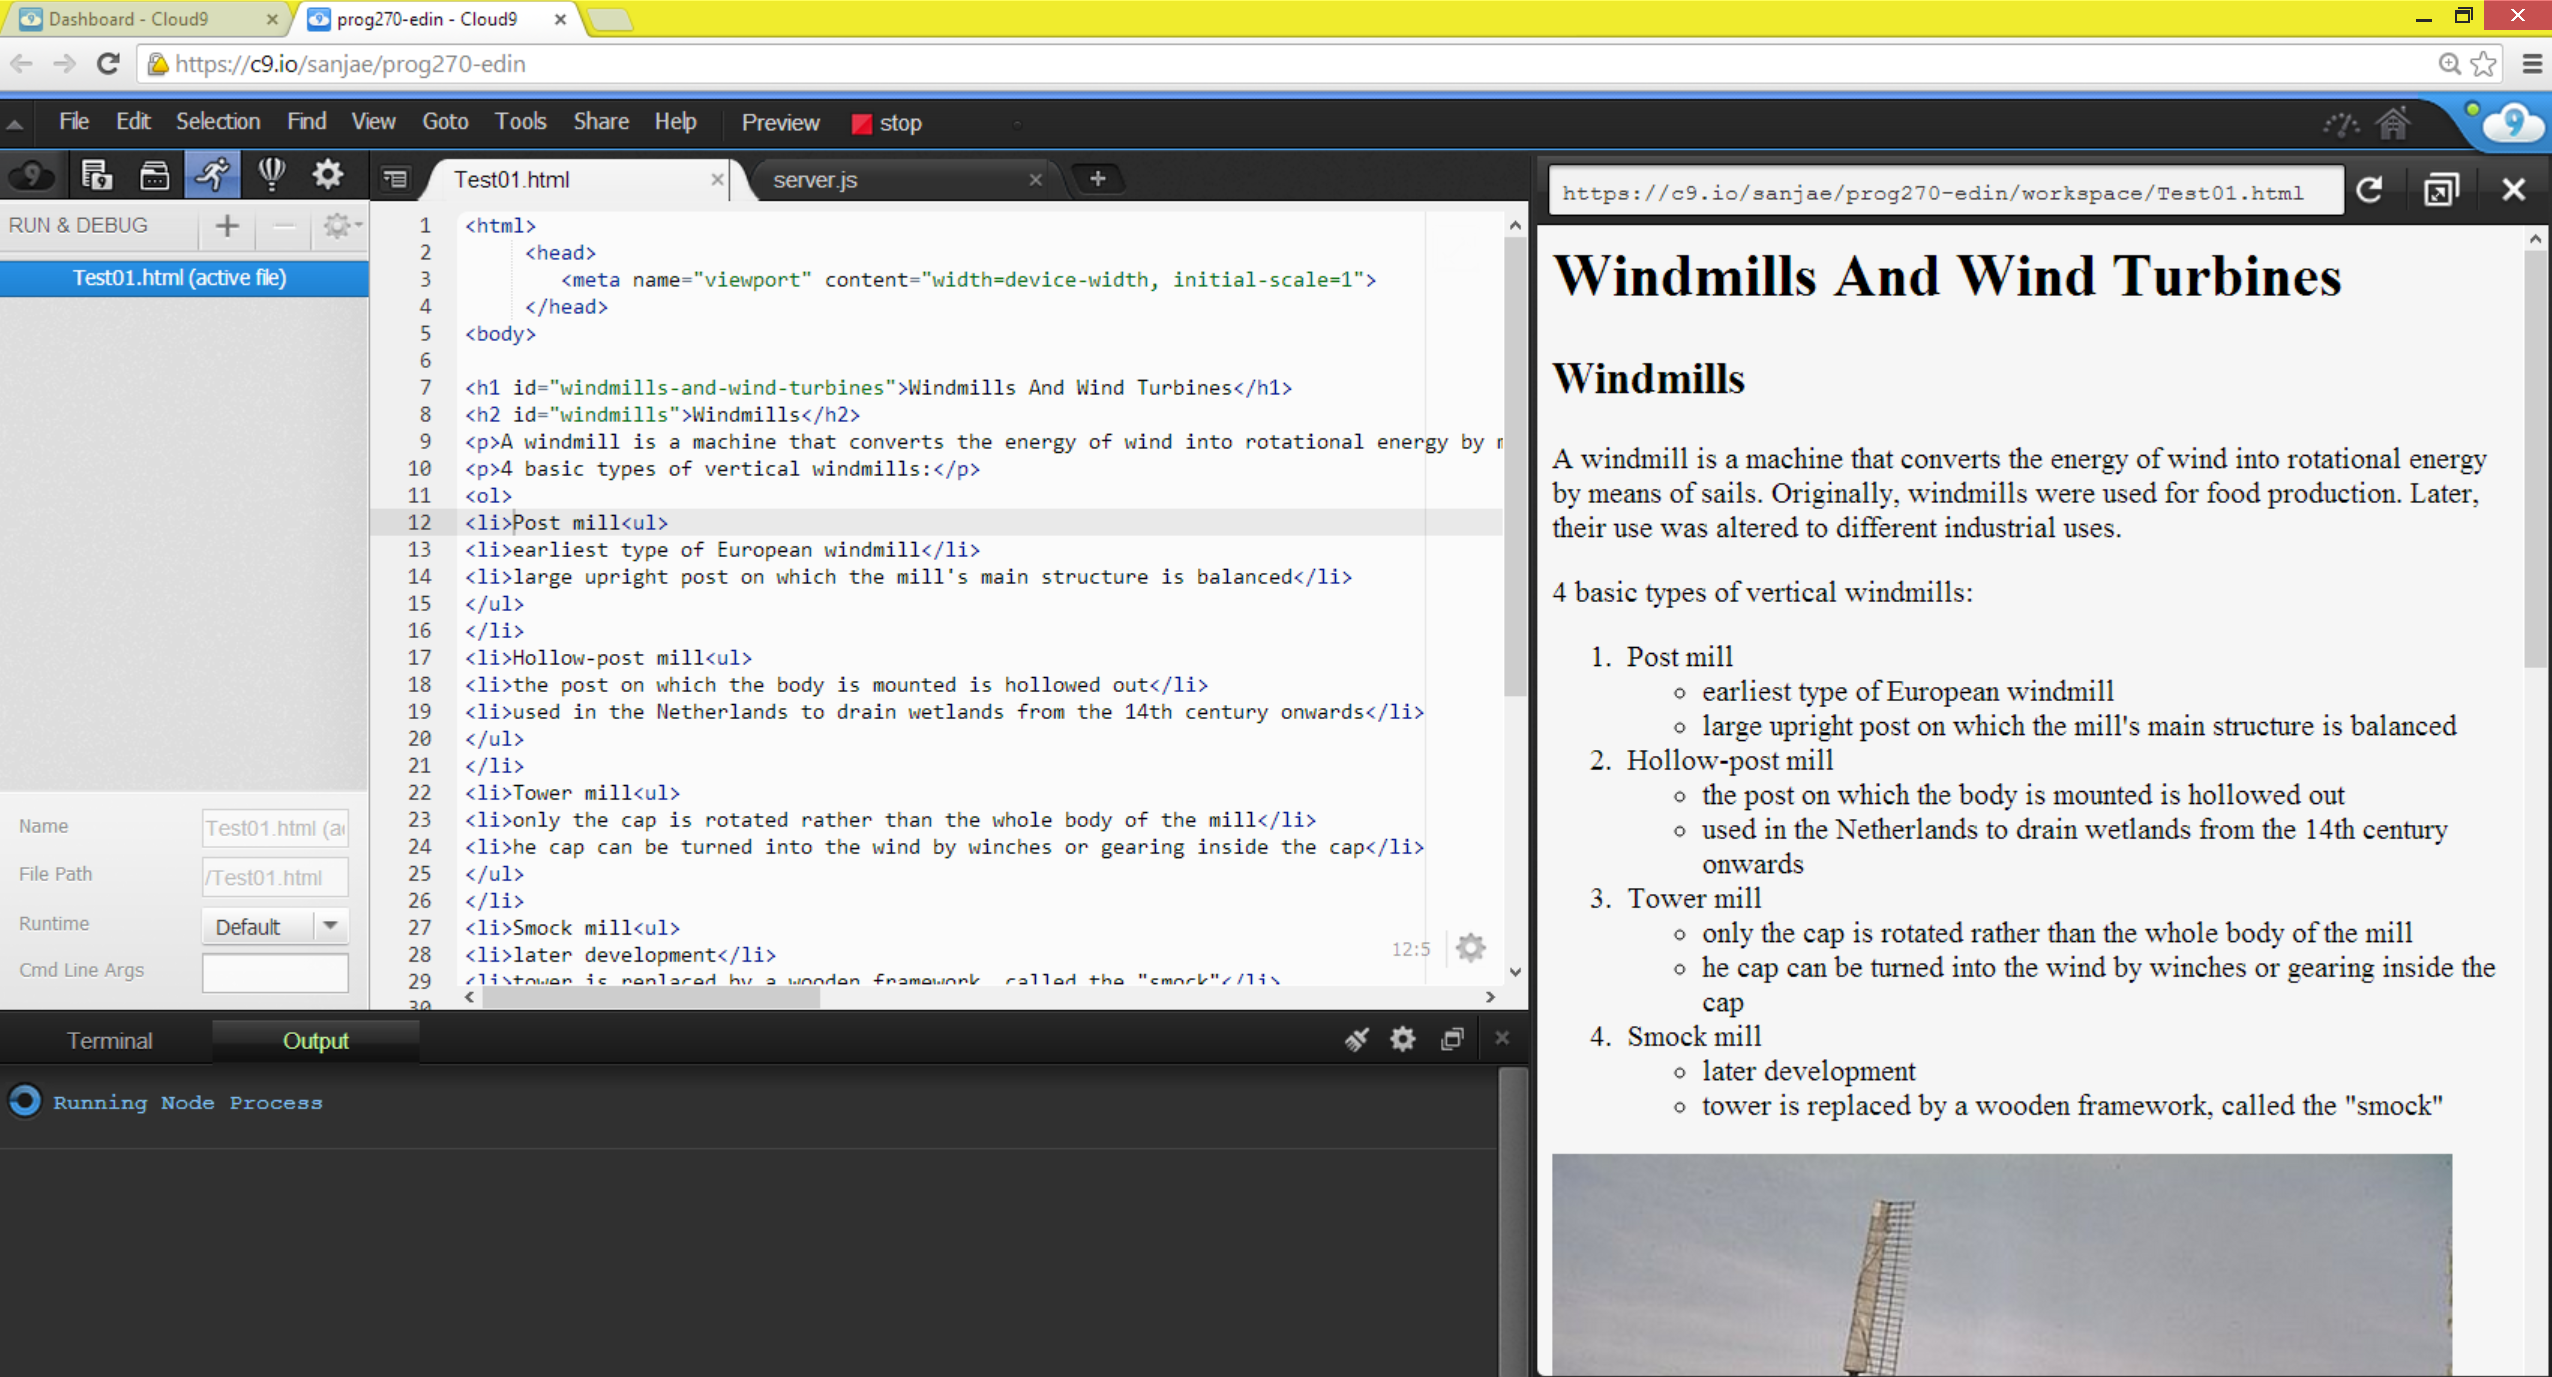 Dashboard - Cloud9
prog270-edin - Cloud9
https://c9.io/sanjae/prog270-edin
File Edit Selection Find View Goto Tools Share Help Preview stop
9
RUN & DEBUG
Test01.html (active file)
Name Test01.html (a
File Path /Test01.html
Runtime Default
Cmd Line Args
Test01.html
server.js
1 <html>
2 <head>
3 <meta name="viewport" content="width=device-width, initial-scale=1">
4 </head>
5 <body>
6
7 <h1 id="windmills-and-wind-turbines">Windmills And Wind Turbines</h1>
8 <h2 id="windmills">Windmills</h2>
9 <p>A windmill is a machine that converts the energy of wind into rotational energy by
10 <p>4 basic types of vertical windmills:</p>
11 <ol>
12 <li>Post mill<ul>
13 <li>earliest type of European windmill</li>
14 <li>large upright post on which the mill's main structure is balanced</li>
15 </ul>
16 </li>
17 <li>Hollow-post mill<ul>
18 <li>the post on which the body is mounted is hollowed out</li>
19 <li>used in the Netherlands to drain wetlands from the 14th century onwards</li>
20 </ul>
21 </li>
22 <li>Tower mill<ul>
23 <li>only the cap is rotated rather than the whole body of the mill</li>
24 <li>he cap can be turned into the wind by winches or gearing inside the cap</li>
25 </ul>
26 </li>
27 <li>Smock mill<ul>
28 <li>later development</li>
29 <li>tower is replaced by a wooden framework, called the "smock"</li>
30
12:5
Terminal Output
Running Node Process
https://c9.io/sanjae/prog270-edin/workspace/Test01.html
Windmills And Wind Turbines
Windmills
A windmill is a machine that converts the energy of wind into rotational energy
by means of sails. Originally, windmills were used for food production. Later,
their use was altered to different industrial uses.
4 basic types of vertical windmills:
1. Post mill
earliest type of European windmill
large upright post on which the mill's main structure is balanced
2. Hollow-post mill
the post on which the body is mounted is hollowed out
used in the Netherlands to drain wetlands from the 14th century
onwards
3. Tower mill
only the cap is rotated rather than the whole body of the mill
he cap can be turned into the wind by winches or gearing inside the
cap
4. Smock mill
later development
tower is replaced by a wooden framework, called the "smock"